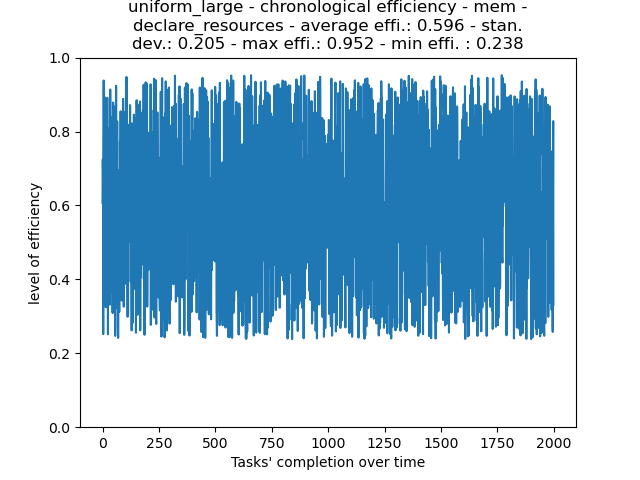 uniform_large - chronological efficiency - mem -
declare_resources - average effi.: 0.596 - stan.
dev.: 0.205 - max effi.: 0.952 - min effi. : 0.238
1.0
0.8
0.6
0.4
0.2
0.0
level of efficiency
0 250 500 750 1000 1250 1500 1750 2000
Tasks' completion over time